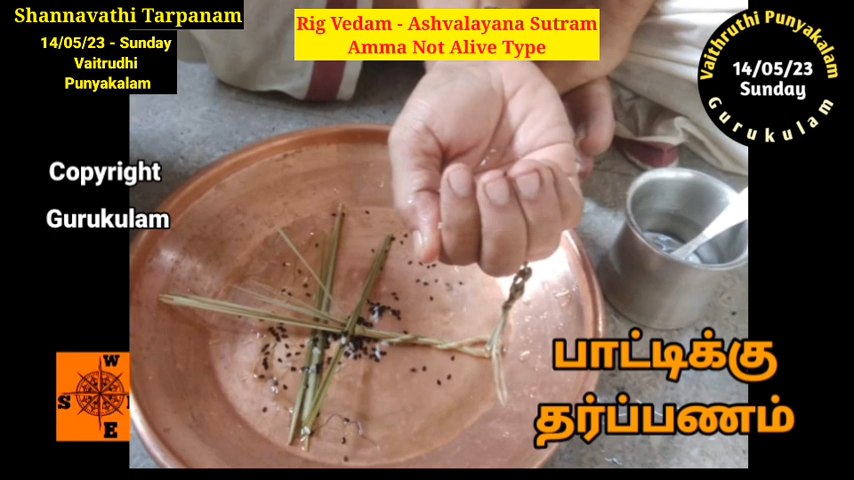 Shannavathi Tarpanam
14/05/23 - Sunday
Vaitrudhi
Punyakalam
Rig Vedam - Ashvalayana Sutram
Amma Not Alive Type
Vaithruthi Punyakalam
14/05/23
Sunday
Gurukulam
Copyright
Gurukulam
W
S
E
பாட்டிக்கு
தர்ப்பணம்